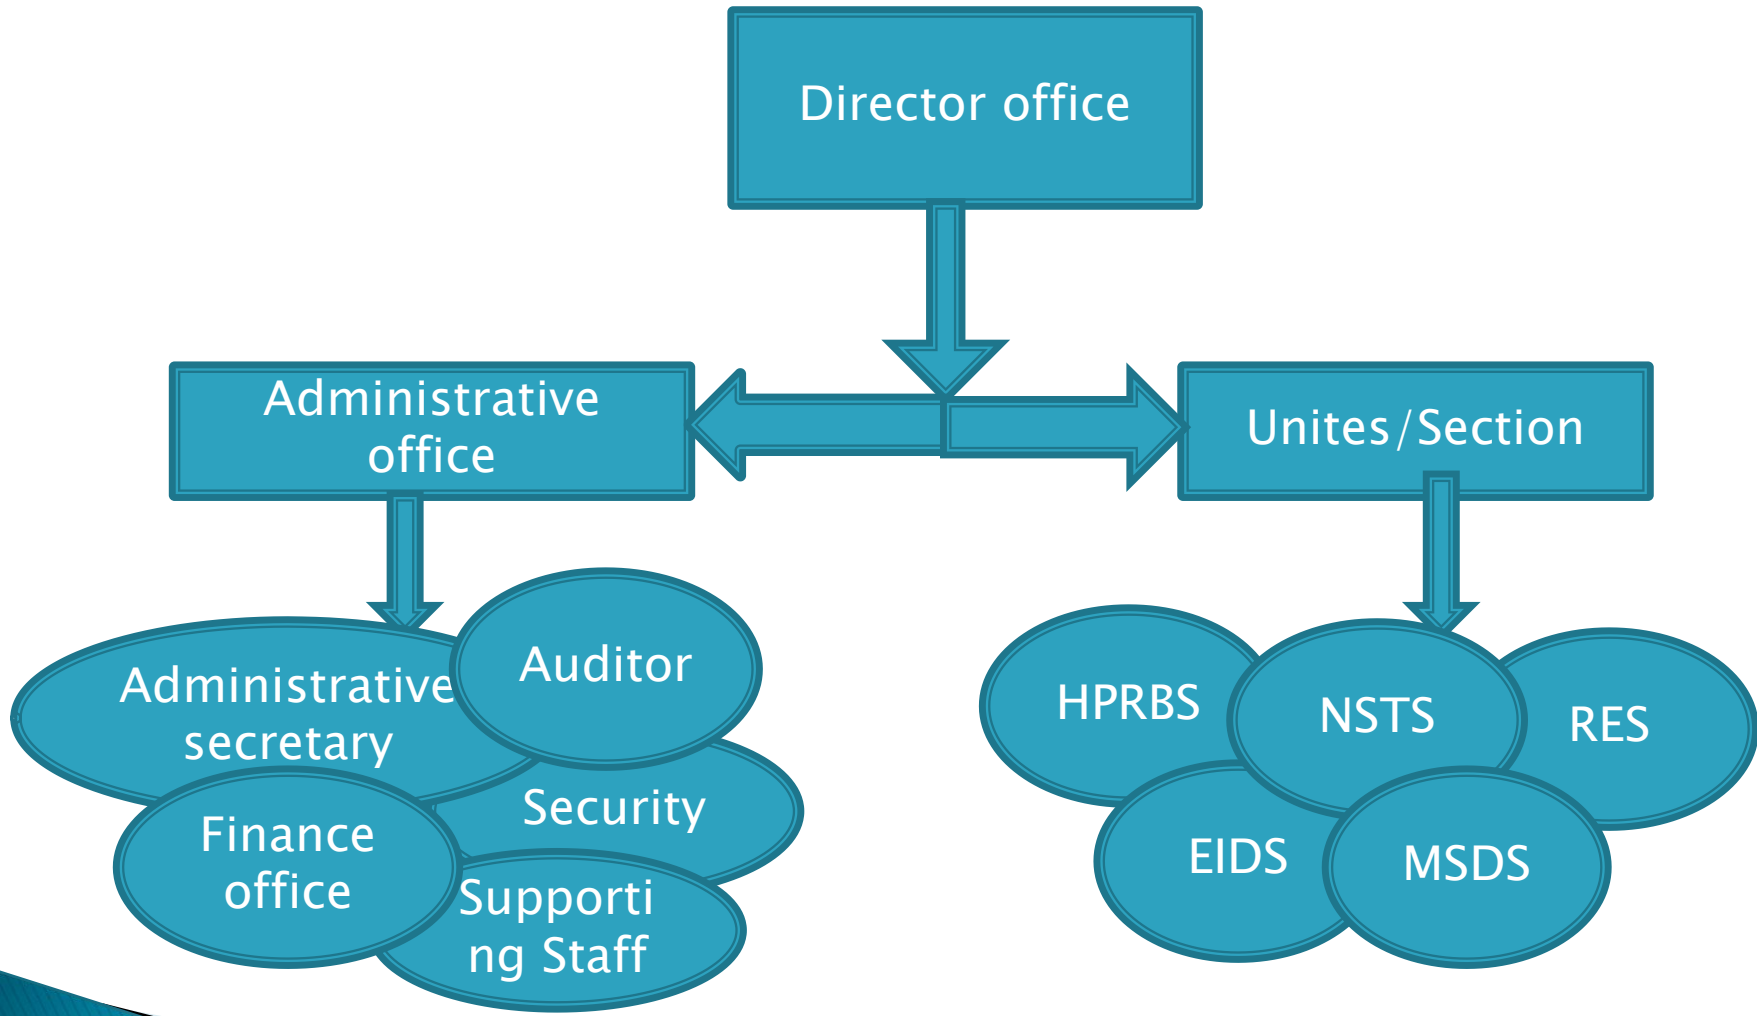 Director office
Administrative
office
Unites/Section
Administrative
secretary
Auditor
Security
Finance
office
Supporti
ng Staff
HPRBS
NSTS
RES
EIDS
MSDS